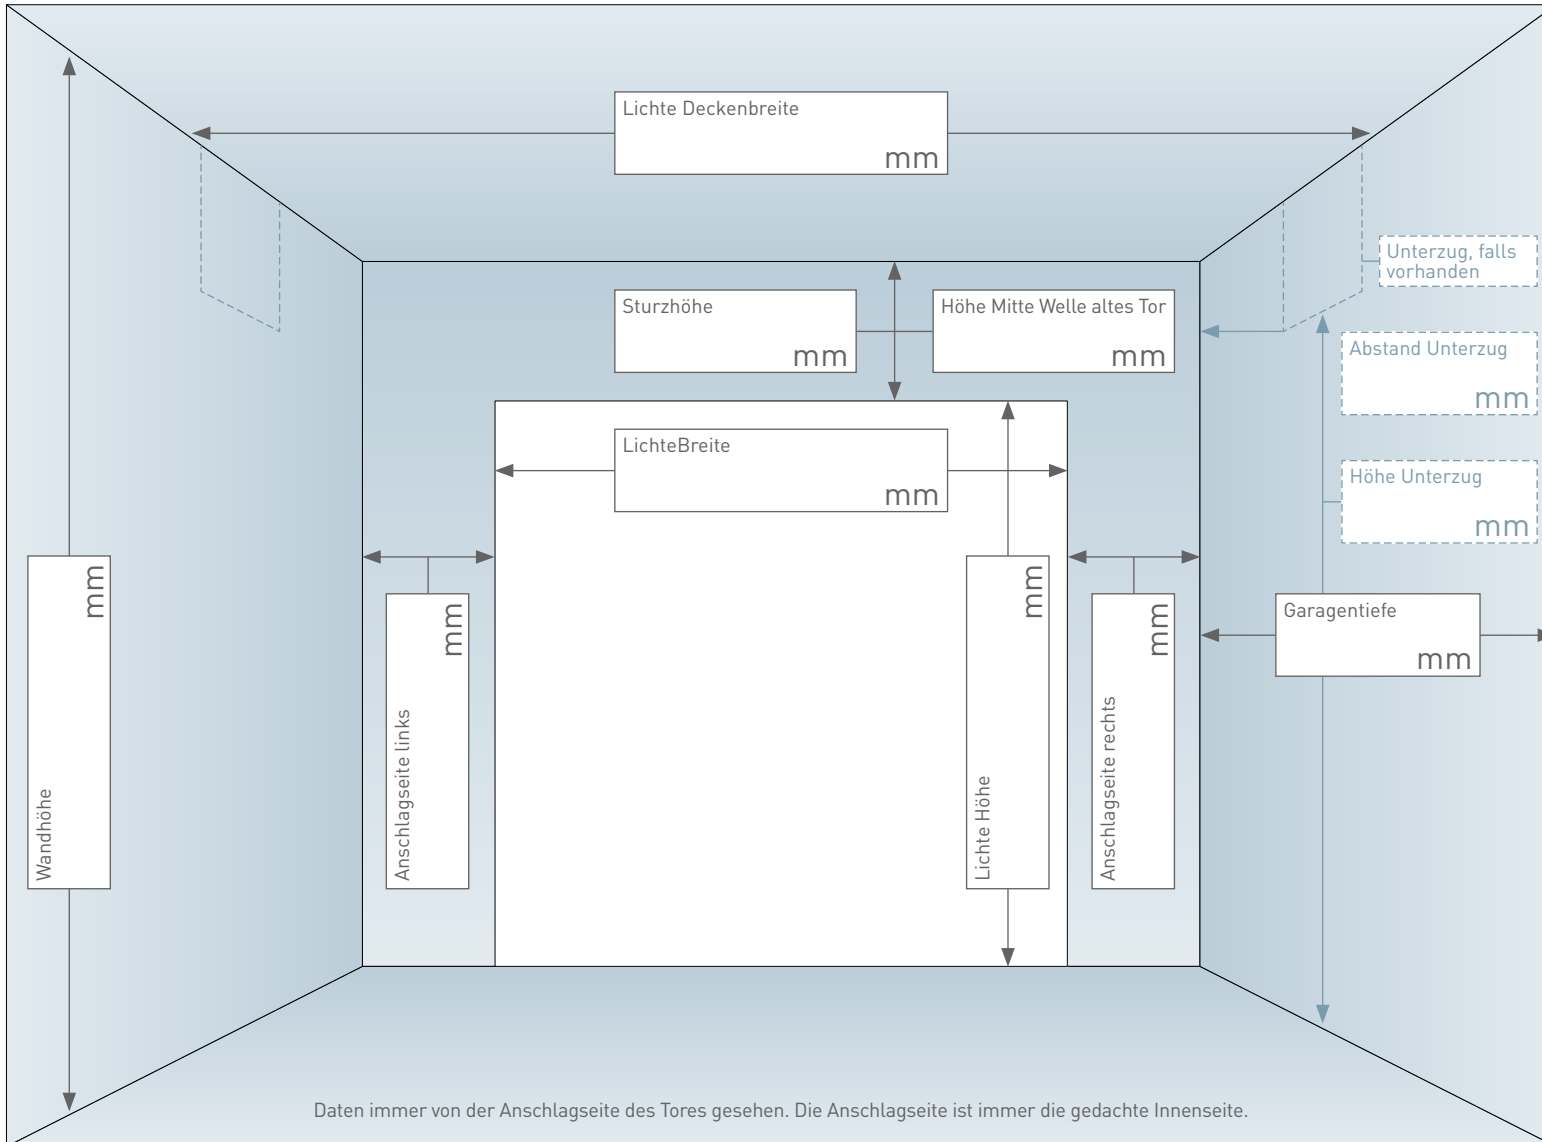 Lichte Deckenbreite
mm
Unterzug, falls
vorhanden
Sturzhöhe
mm
Höhe Mitte Welle altes Tor
mm
Abstand Unterzug
mm
LichteBreite
mm
Höhe Unterzug
mm
Wandhöhe
mm
Anschlagseite links
mm
Lichte Höhe
mm
Anschlagseite rechts
mm
Garagentiefe
mm
Daten immer von der Anschlagseite des Tores gesehen. Die Anschlagseite ist immer die gedachte Innenseite.